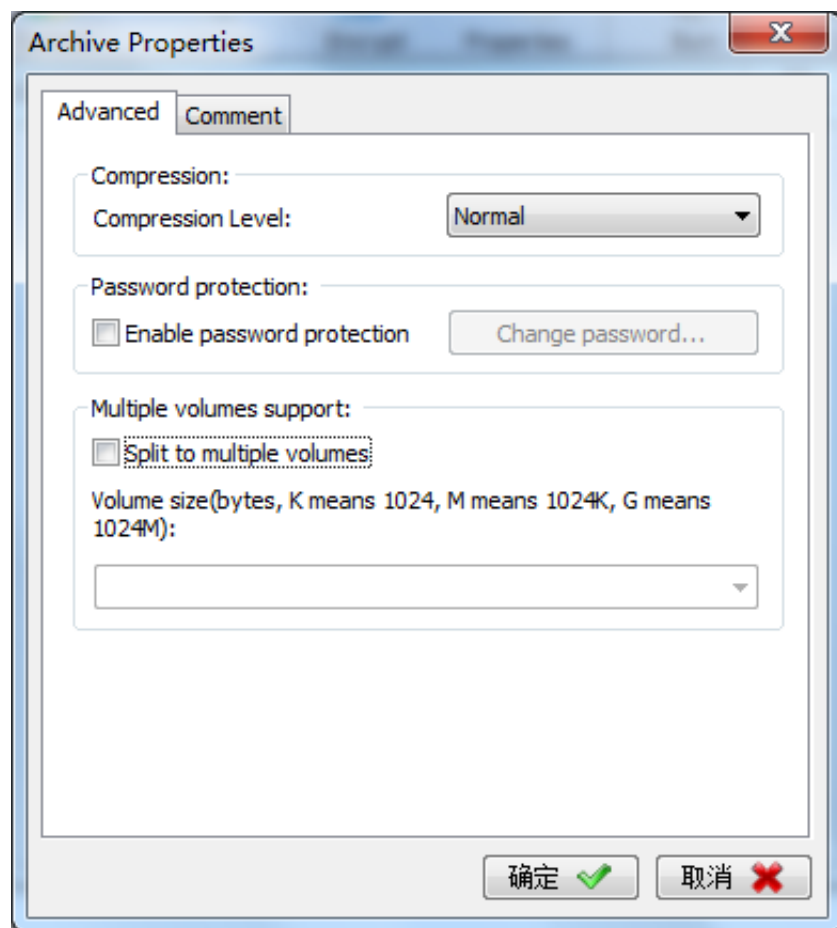 Archive Properties
Advanced
Comment
Compression:
Compression Level:
Normal
Password protection:
Enable password protection
Change password...
Multiple volumes support:
Split to multiple volumes
Volume size(bytes, K means 1024, M means 1024K, G means
1024M):
确定
取消